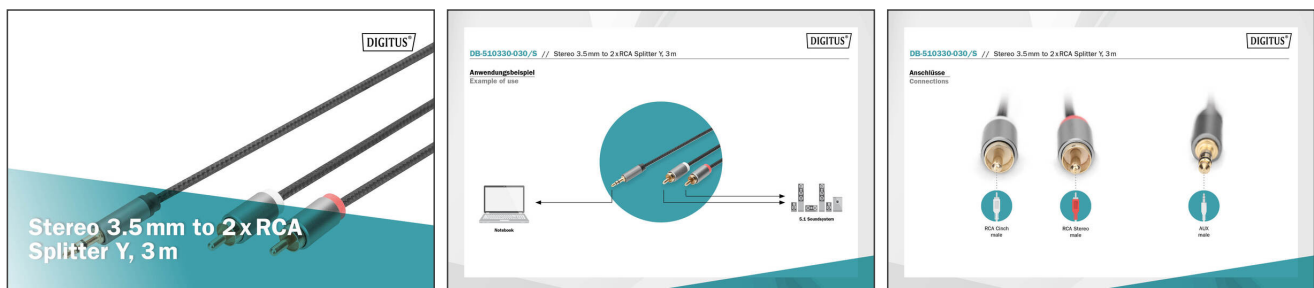 DIGITUS®
Stereo 3.5 mm to 2 x RCA
Splitter Y, 3 m
DIGITUS®
DB-510330-030/S // Stereo 3.5 mm to 2 x RCA Splitter Y, 3 m
Anwendungsbeispiel
Example of use
Notebook
5.1 Soundsystem
DIGITUS®
DB-510330-030/S // Stereo 3.5 mm to 2 x RCA Splitter Y, 3 m
Anschlüsse
Connections
RCA Cinch
male
RCA Stereo
male
AUX
male